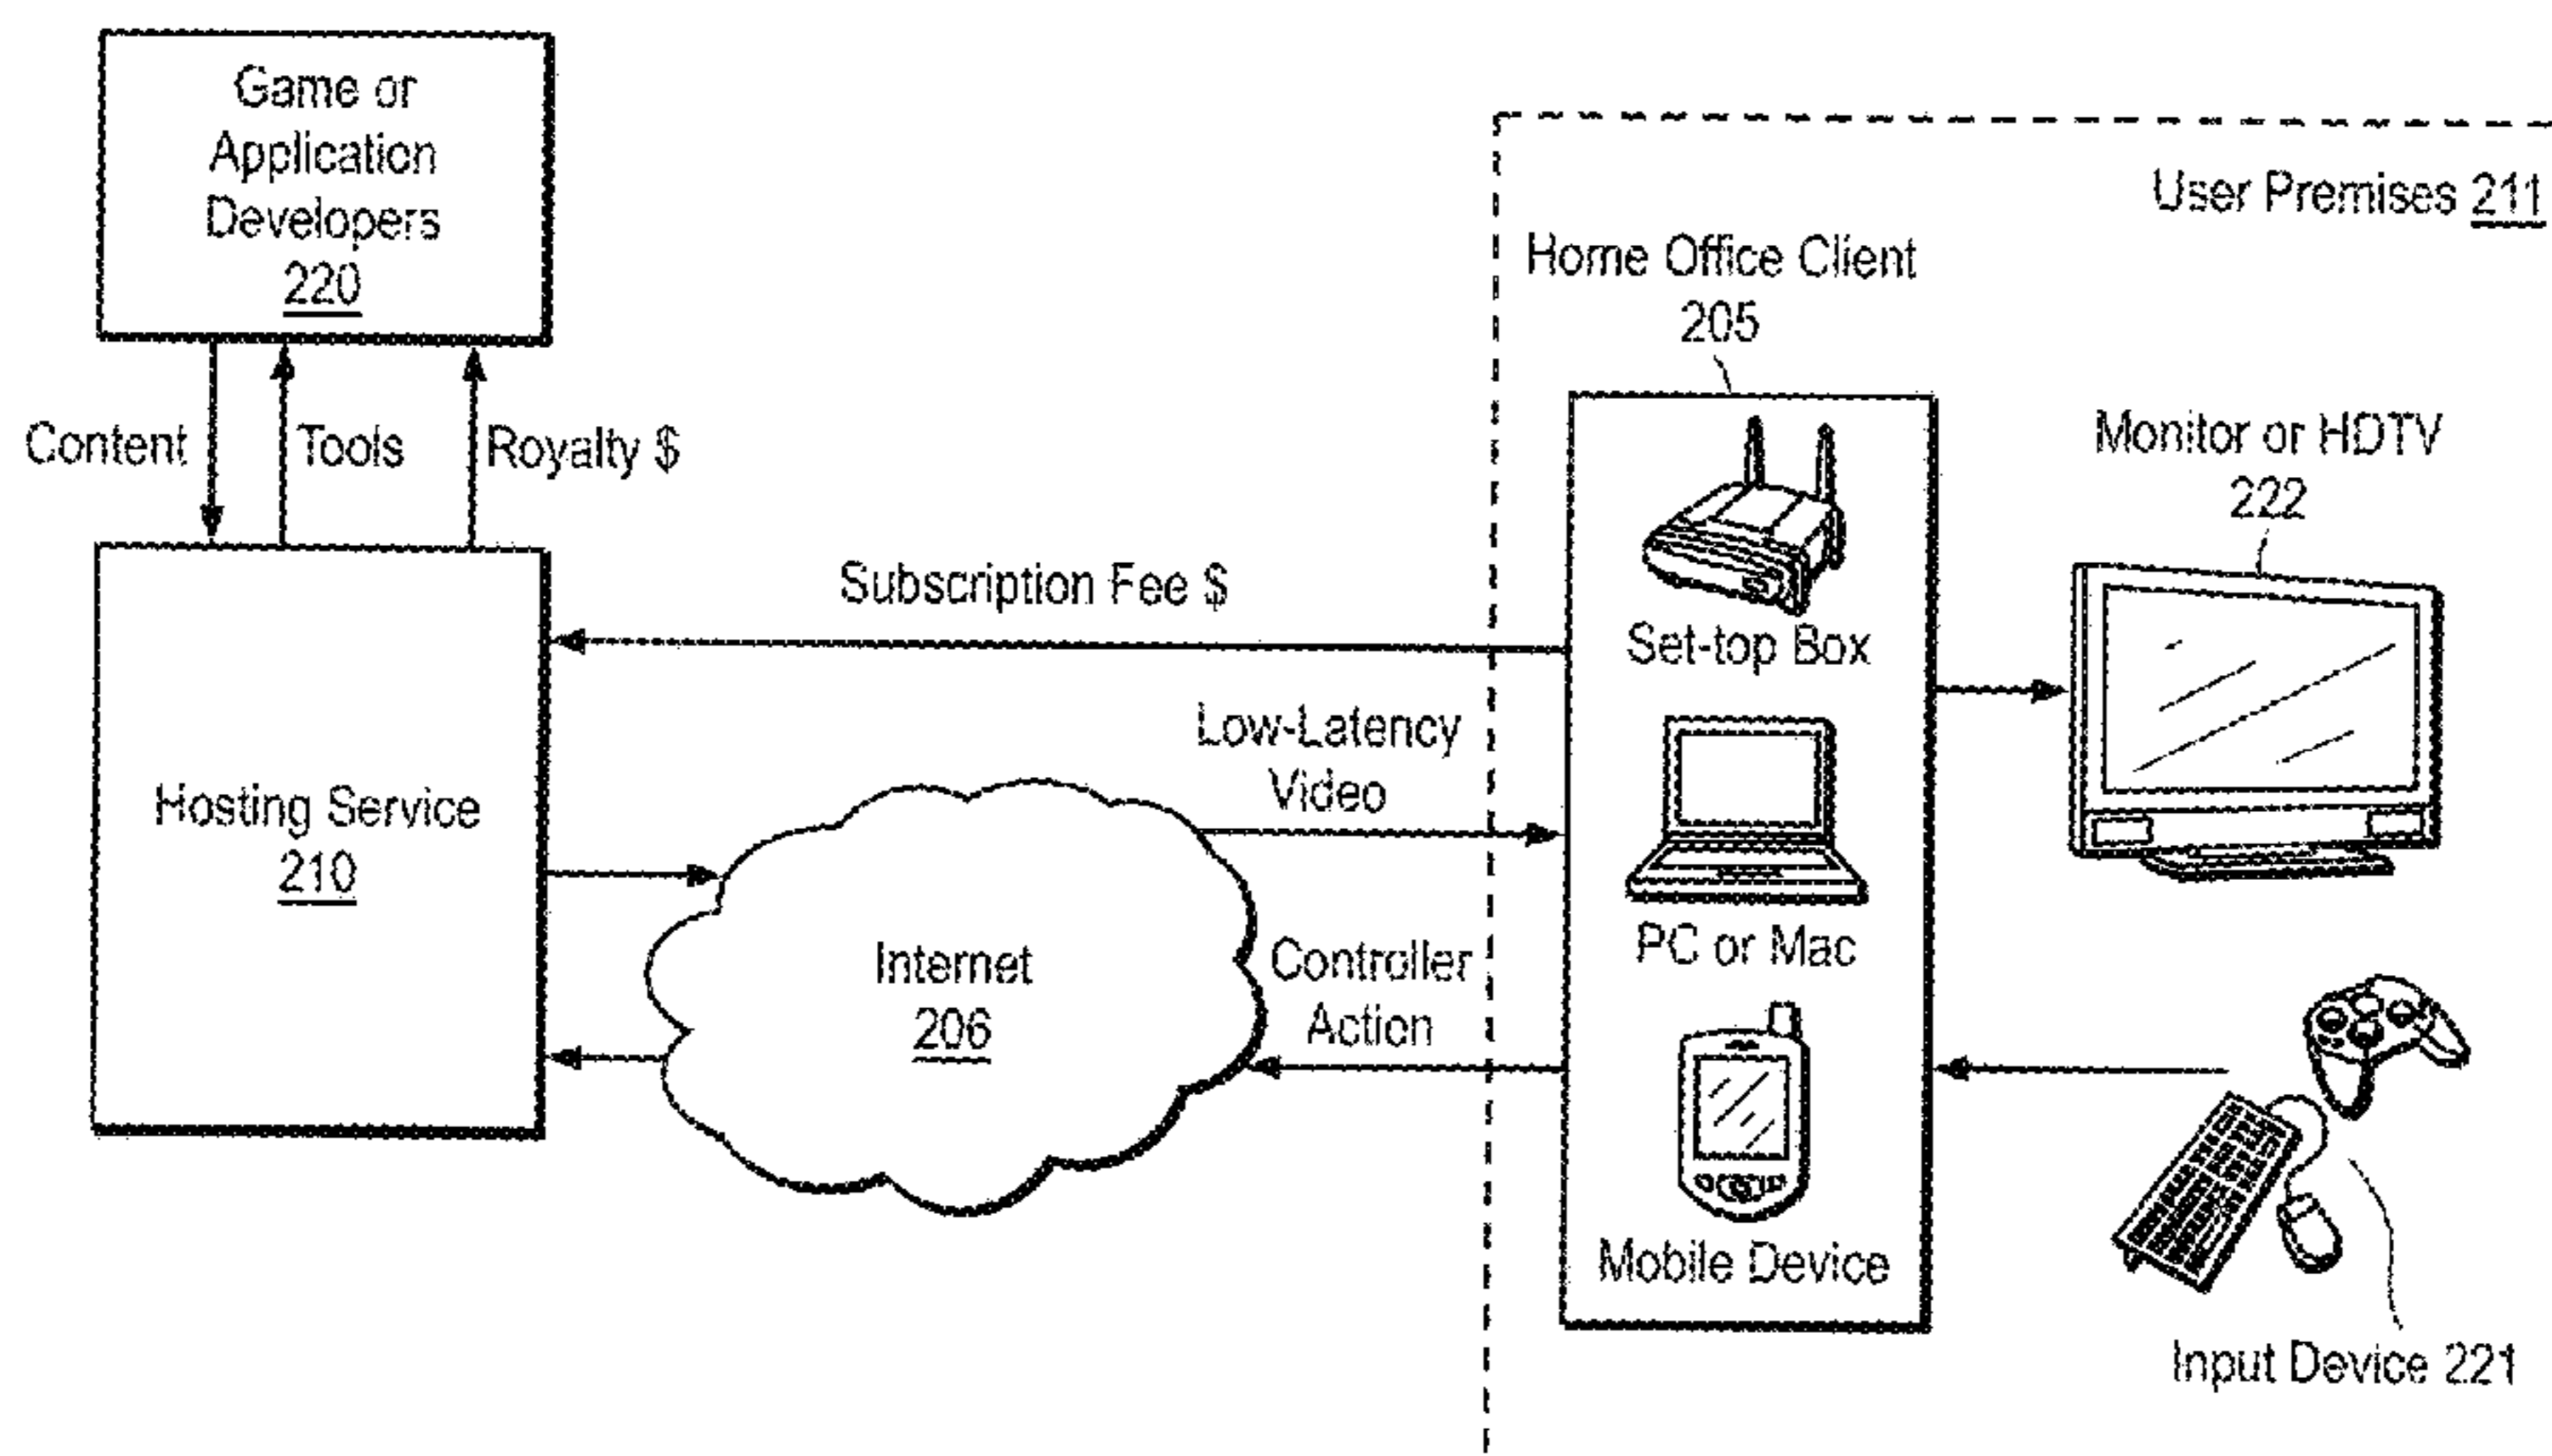 Game or
Application
Developers
220
User Premises 211
Home Office Client
205
Content
Tools
Royalty $
Monitor or HDTV
222
Subscription Fee $
Set-top Box
Low-Latency
Video
Hosting Service
210
PC or Mac
Internet
206
Controller
Action
Mobile Device
Input Device 221